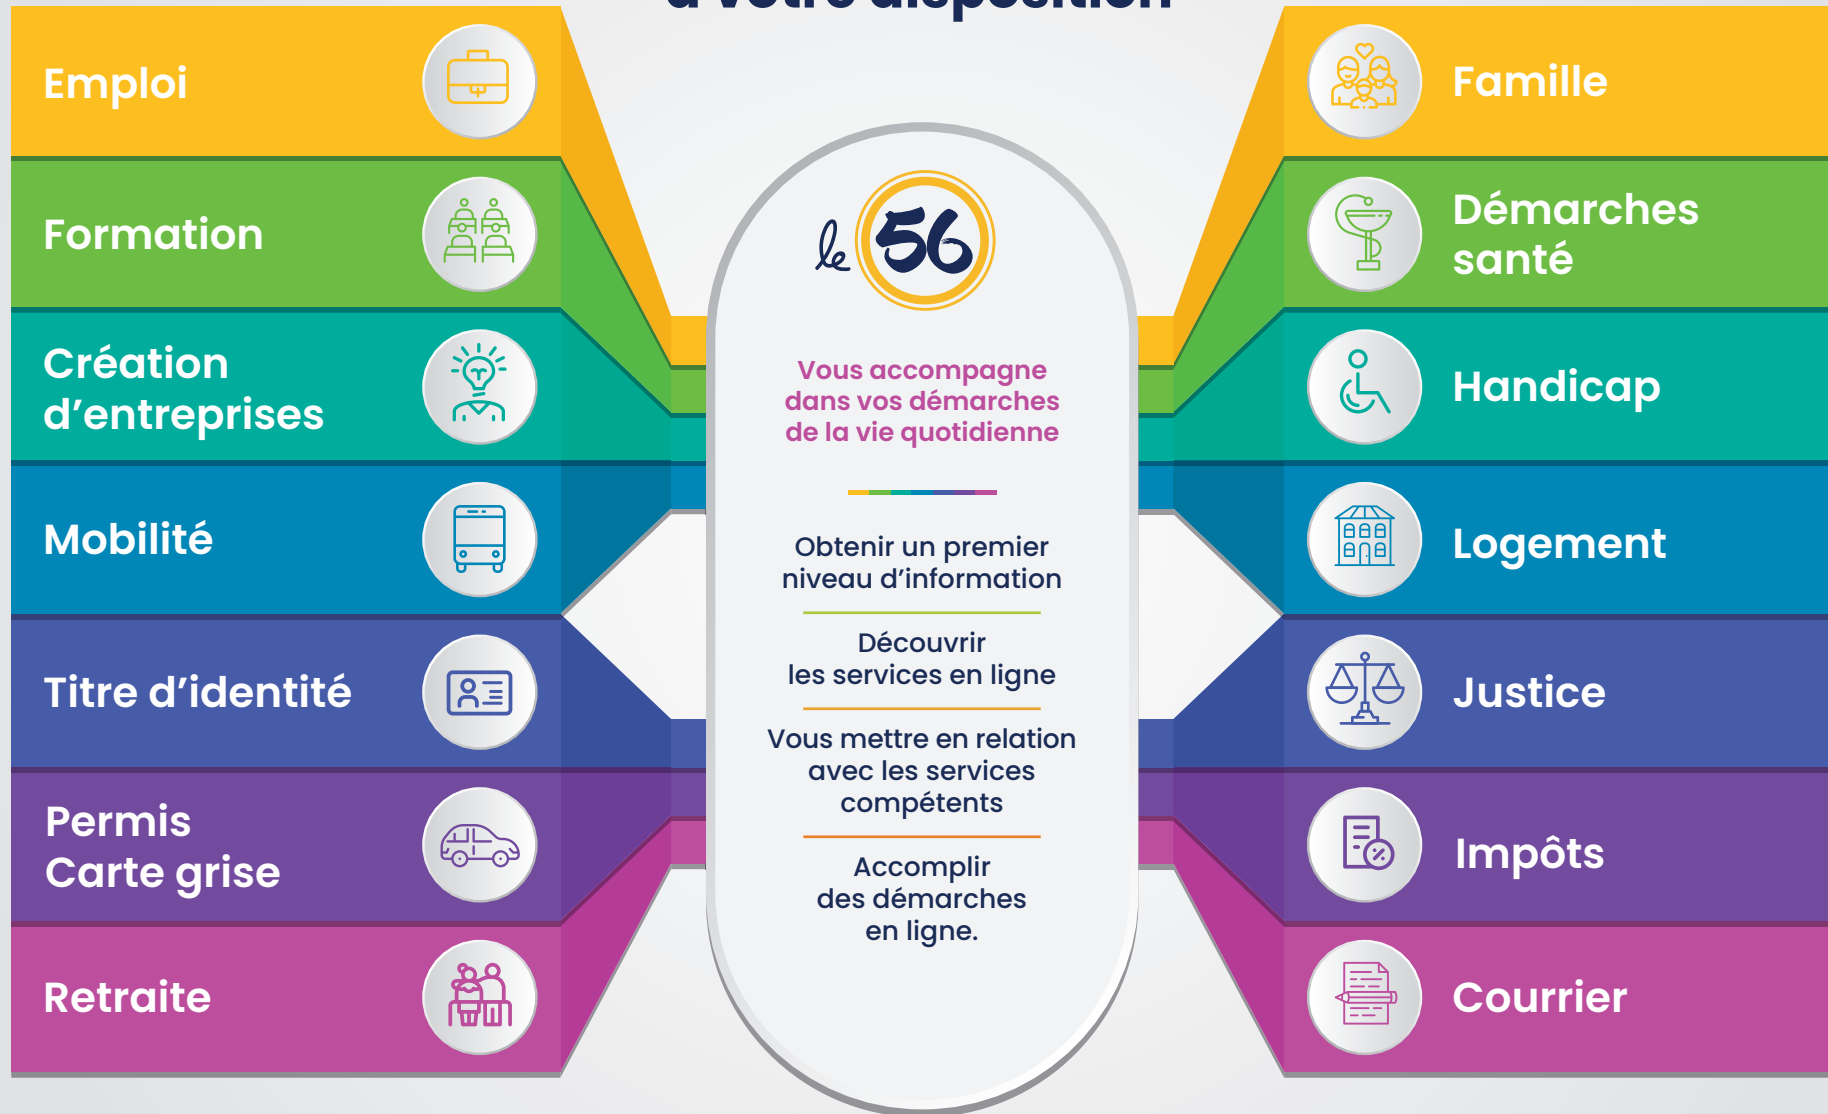 à votre disposition
Emploi
Formation
Création
d’entreprises
Mobilité
Titre d’identité
Permis
Carte grise
Retraite
le 56
Vous accompagne
dans vos démarches
de la vie quotidienne
Obtenir un premier
niveau d’information
Découvrir
les services en ligne
Vous mettre en relation
avec les services
compétents
Accomplir
des démarches
en ligne.
Famille
Démarches
santé
Handicap
Logement
Justice
Impôts
Courrier